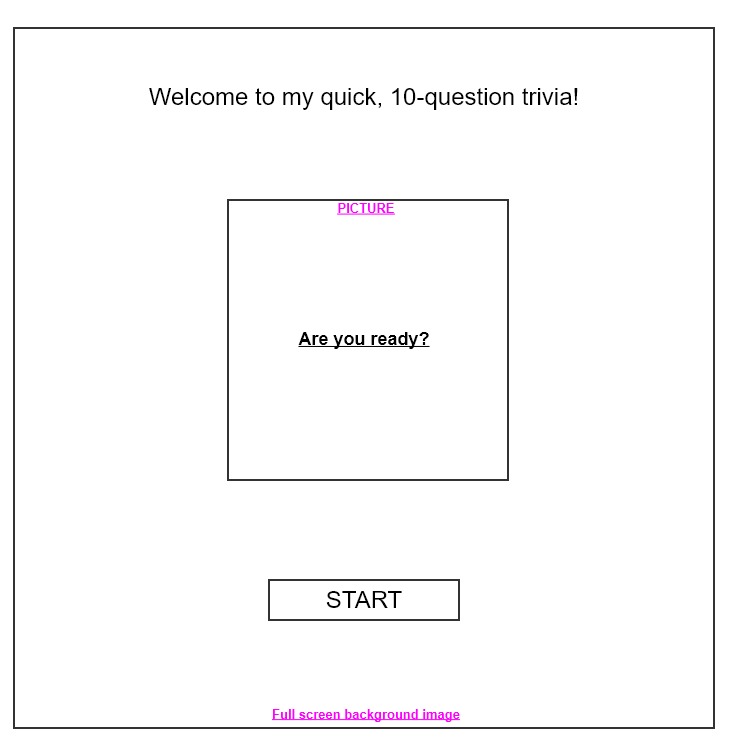 Welcome to my quick, 10-question trivia!
PICTURE
Are you ready?
START
Full screen background image